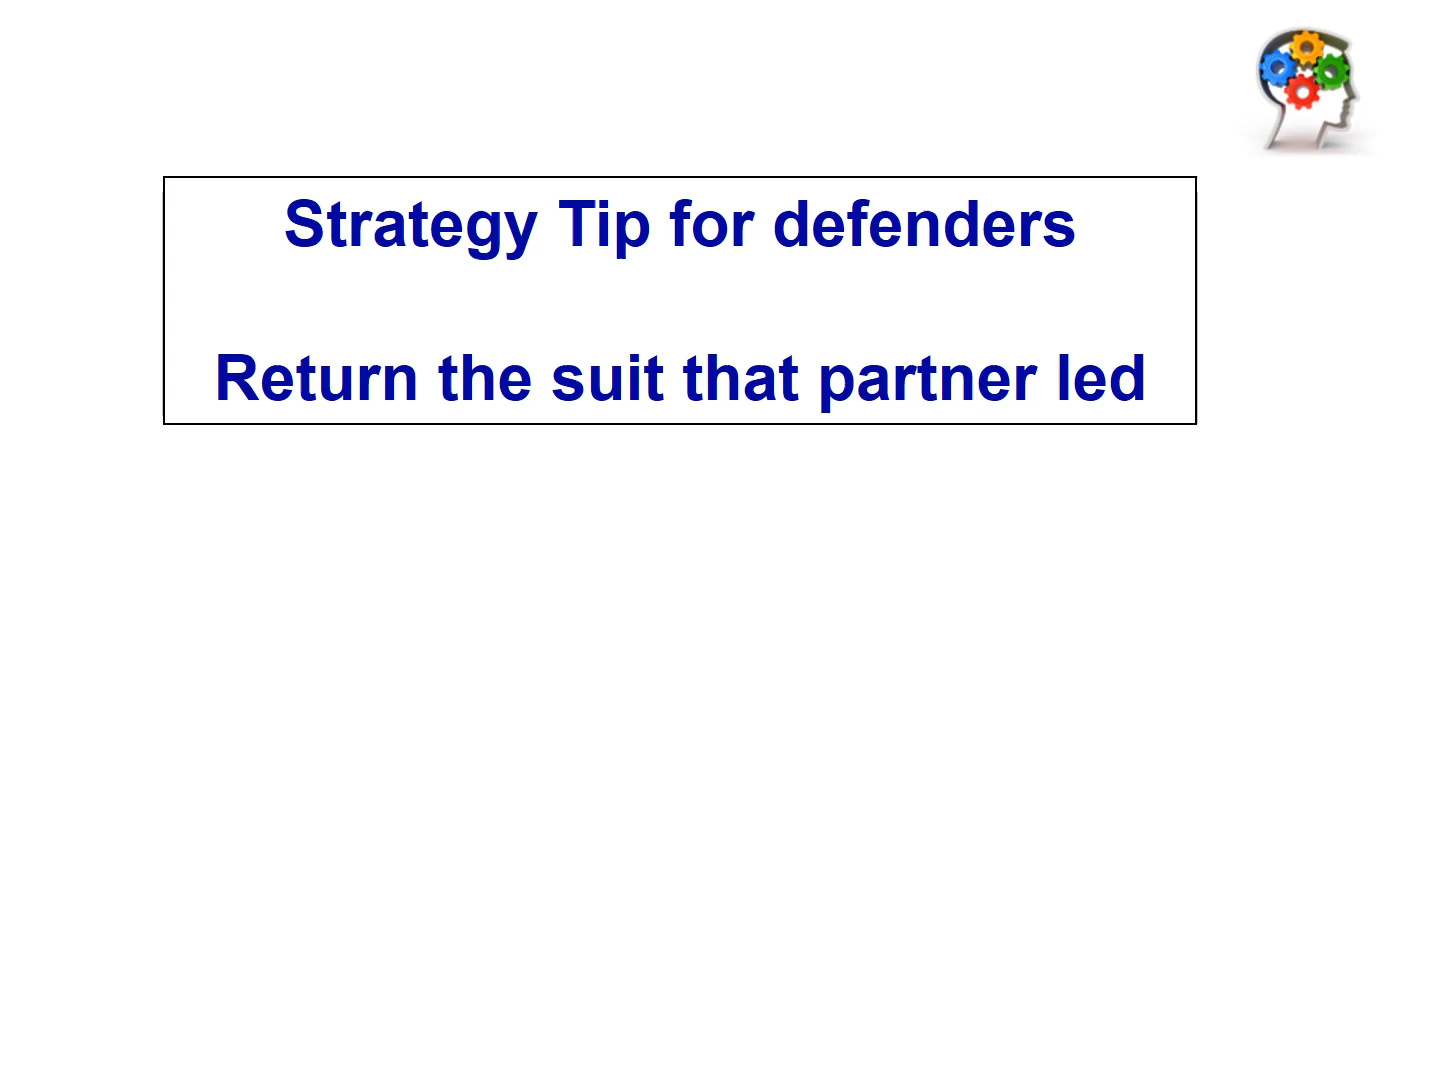 Strategy Tip for defenders
Return the suit that partner led